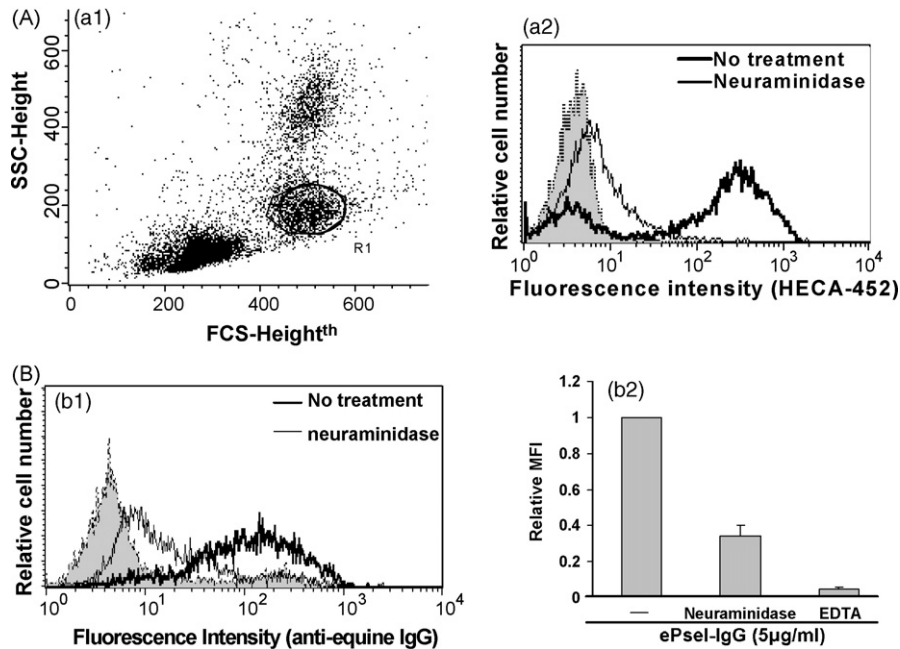 (A)
(a1)
SSC-Height
600
400
200
0
0 200 400 600
R1
FCS-Heightth
(a2)
No treatment
Neuraminidase
Relative cell number
10^0 10^1 10^2 10^3 10^4
Fluorescence intensity (HECA-452)
(B)
(b1)
No treatment
neuraminidase
Relative cell number
10^0 10^1 10^2 10^3 10^4
Fluorescence Intensity (anti-equine IgG)
(b2)
Relative MFI
1.2
1
0.8
0.6
0.4
0.2
0
— Neuraminidase EDTA
ePsel-IgG (5µg/ml)